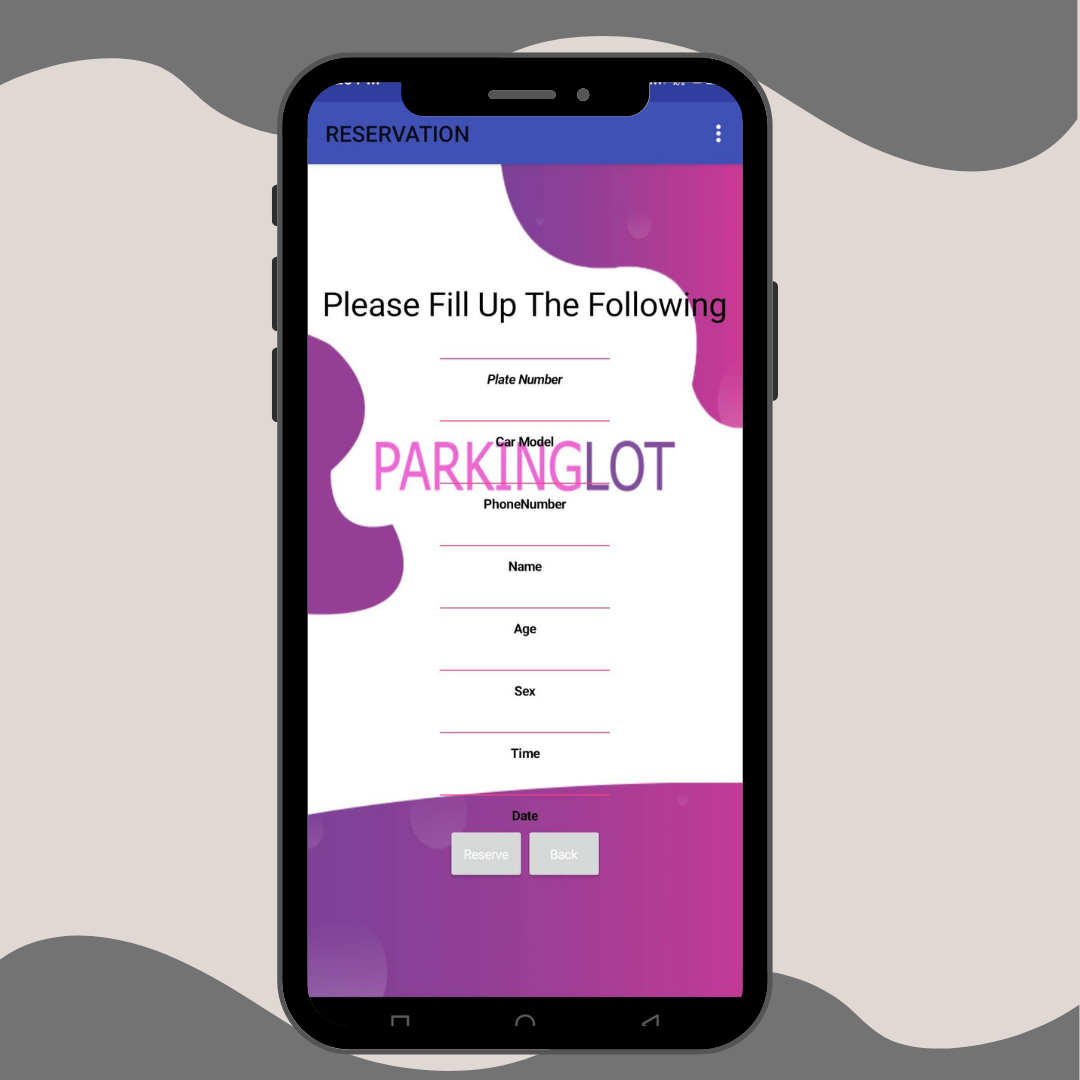 RESERVATION
Please Fill Up The Following
Plate Number
Car Model
PARKINGLOT
PhoneNumber
Name
Age
Sex
Time
Date
Reserve Back